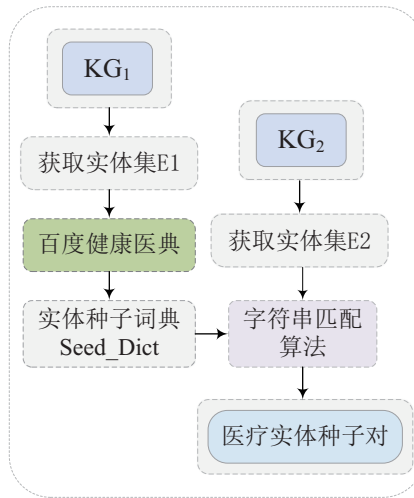 KG₁
获取实体集E1
百度健康医典
实体种子词典
Seed_Dict
KG₂
获取实体集E2
字符串匹配
算法
医疗实体种子对